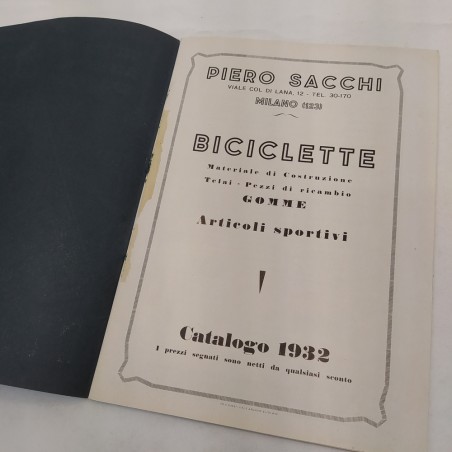 PIERO SACCHI
VIALE COL DI LANA, 12 - TEL. 30-170
MILANO (123)
BICICLETTE
Materiale di Costruzione
Telai - Pezzi di ricambio
GOMME
Articoli sportivi
Catalogo 1932
I prezzi segnati sono netti da qualsiasi sconto